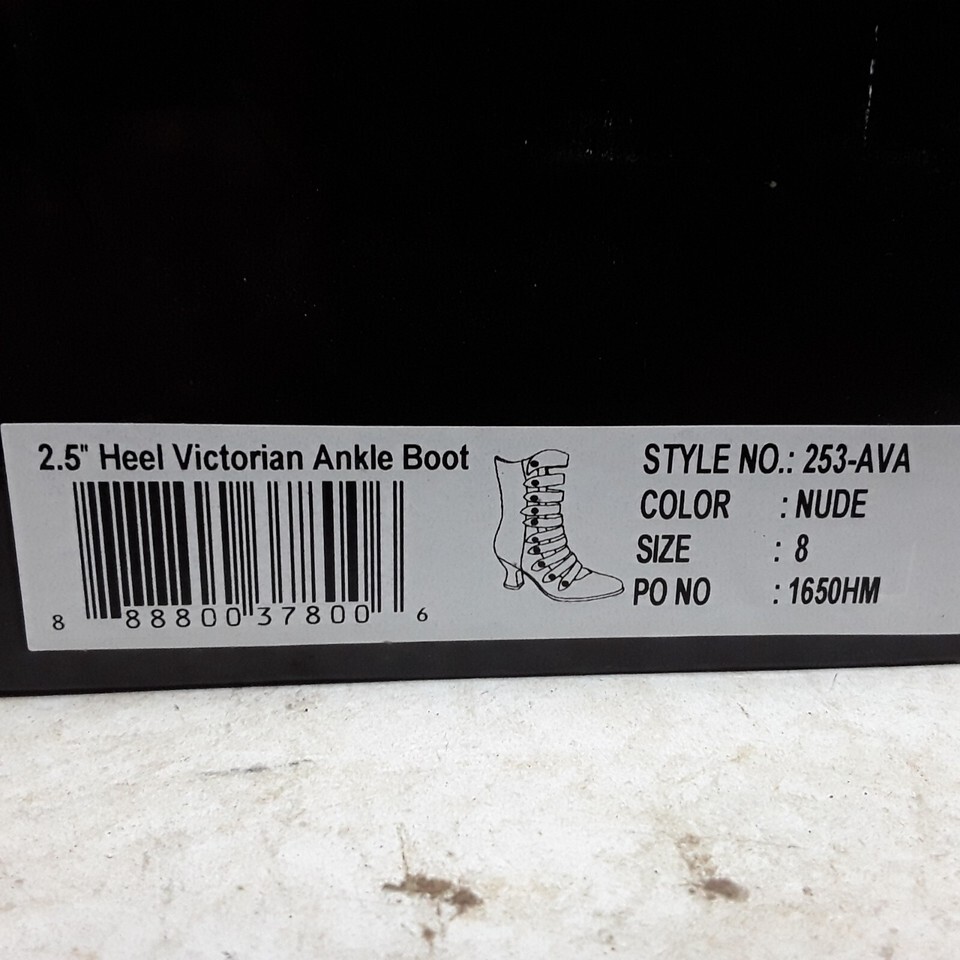 2.5" Heel Victorian Ankle Boot
8 88800 37800 6
STYLE NO.: 253-AVA
COLOR : NUDE
SIZE : 8
PO NO : 1650HM